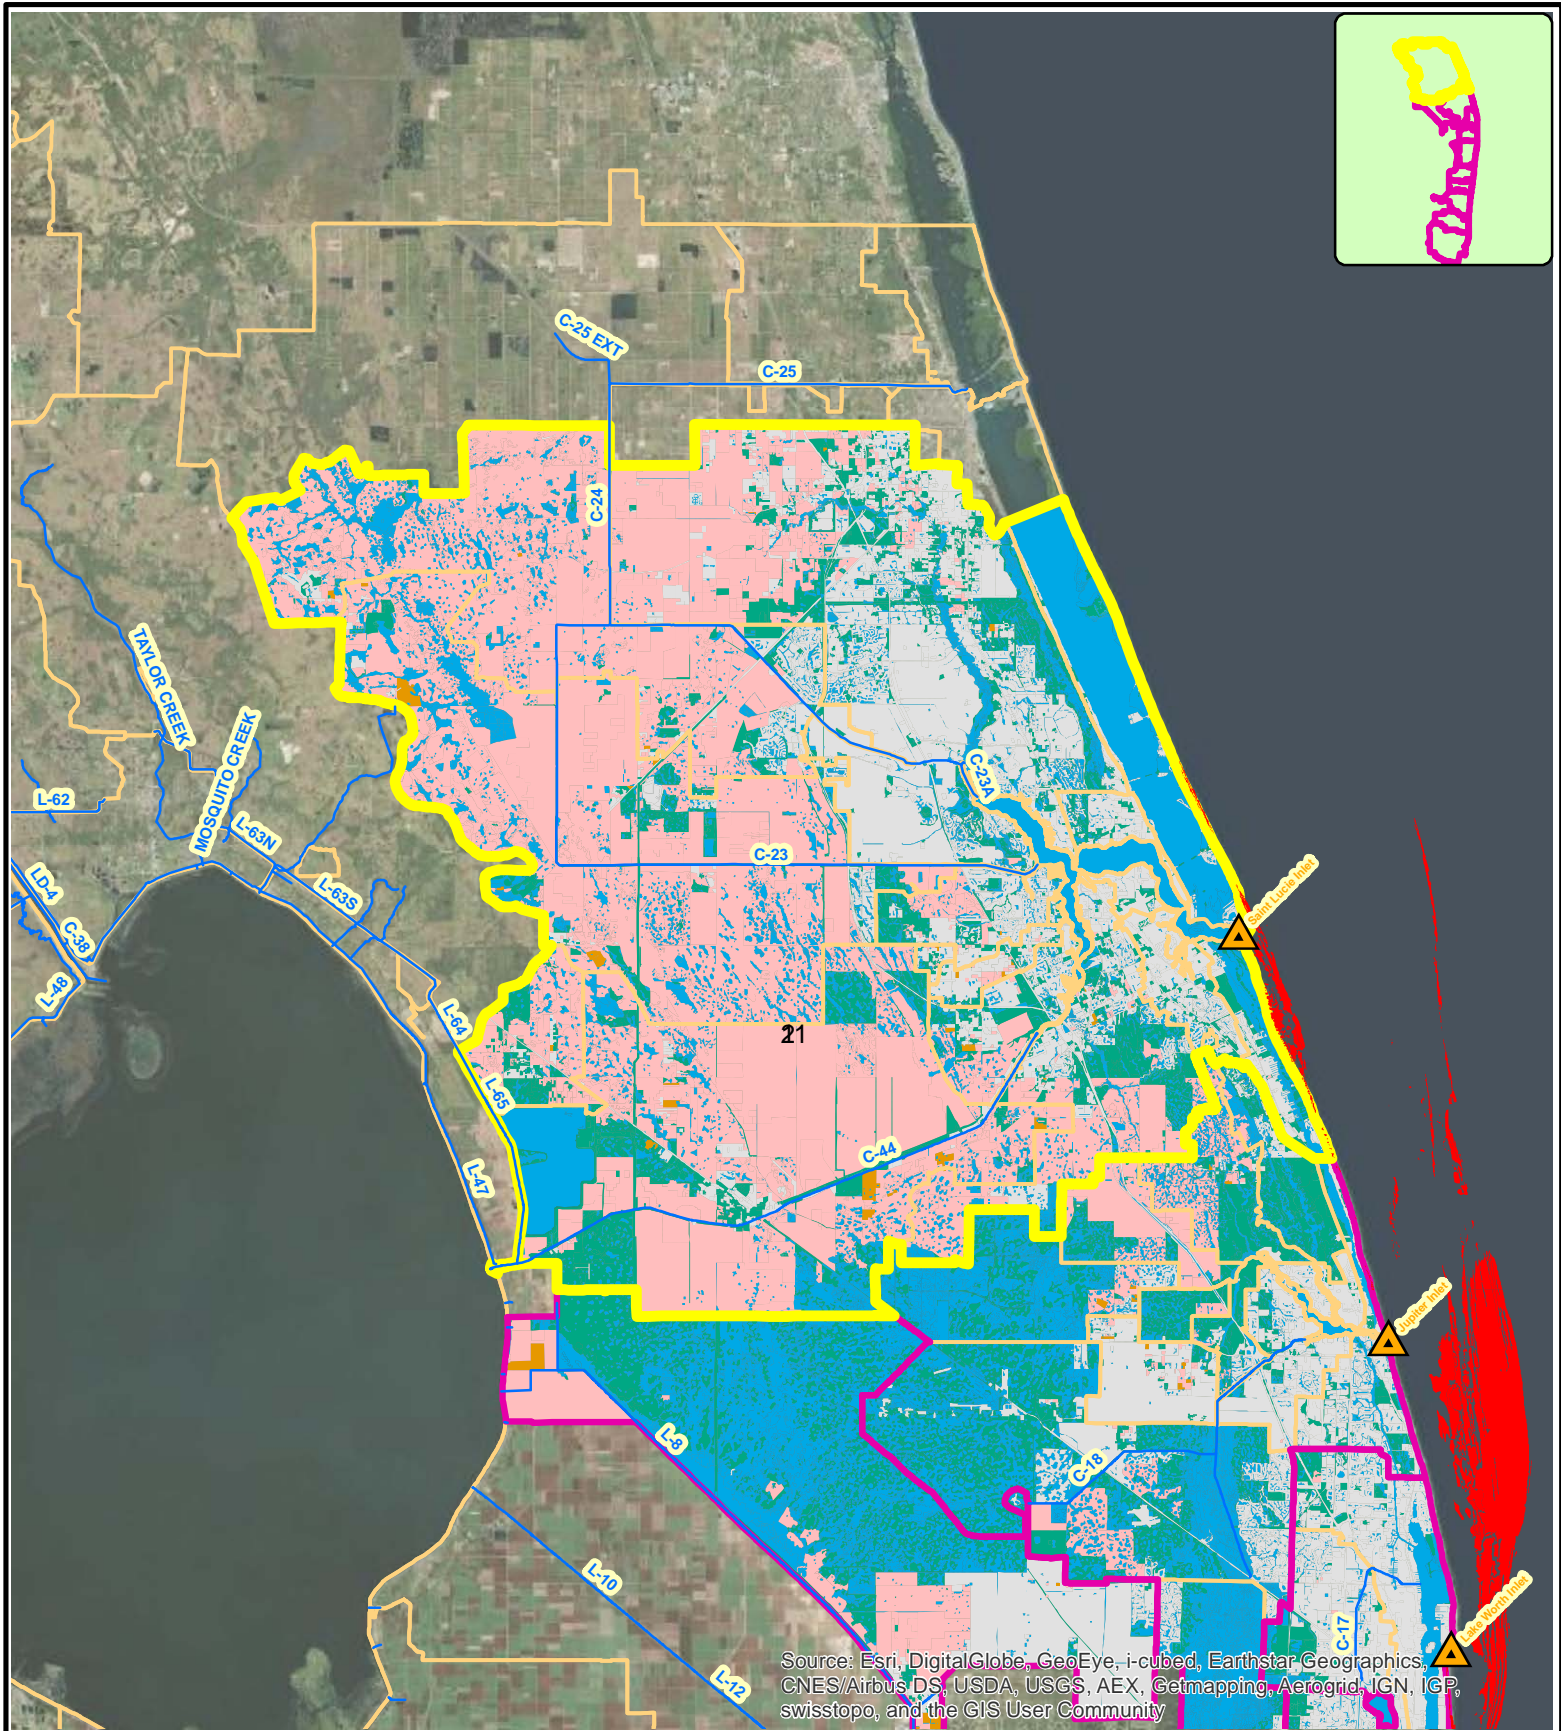 C-25 EXT
C-25
C-24
TAYLOR CREEK
MOSQUITO CREEK
C-23A
L-62
L-63N
C-23
LD-4
L-63S
Saint Lucie Inlet
C-38
L-48
L-64
21
L-65
C-44
L-47
Jupiter Inlet
L-8
C-18
L-10
C-17
Lake Worth Inlet
L-12
Source: Esri, DigitalGlobe, GeoEye, i-cubed, Earthstar Geographics,
CNES/Airbus DS, USDA, USGS, AEX, Getmapping, Aerogrid, IGN, IGP,
swisstopo, and the GIS User Community